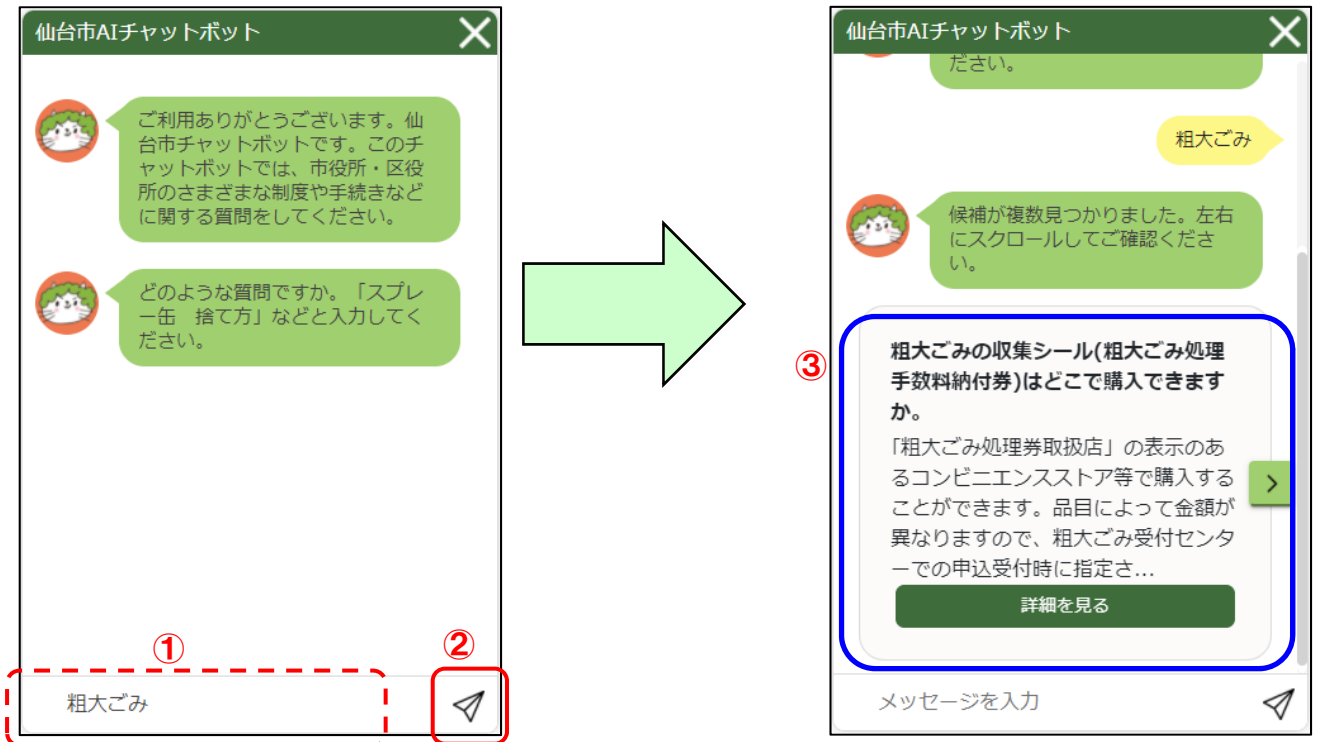 仙台市AIチャットボット
ご利用ありがとうございます。仙
台市チャットボットです。このチ
ャットボットでは、市役所・区役
所のさまざまな制度や手続きなど
に関する質問をしてください。
どのような質問ですか。「スプレ
ー缶　捨て方」などと入力してく
ださい。
①
②
粗大ごみ
仙台市AIチャットボット
ださい。
粗大ごみ
候補が複数見つかりました。左右
にスクロールしてご確認くださ
い。
③
粗大ごみの収集シール(粗大ごみ処理
手数料納付券)はどこで購入できます
か。
「粗大ごみ処理券取扱店」の表示のあ
るコンビニエンスストア等で購入する
ことができます。品目によって金額が
異なりますので、粗大ごみ受付センタ
ーでの申込受付時に指定さ...
詳細を見る
メッセージを入力